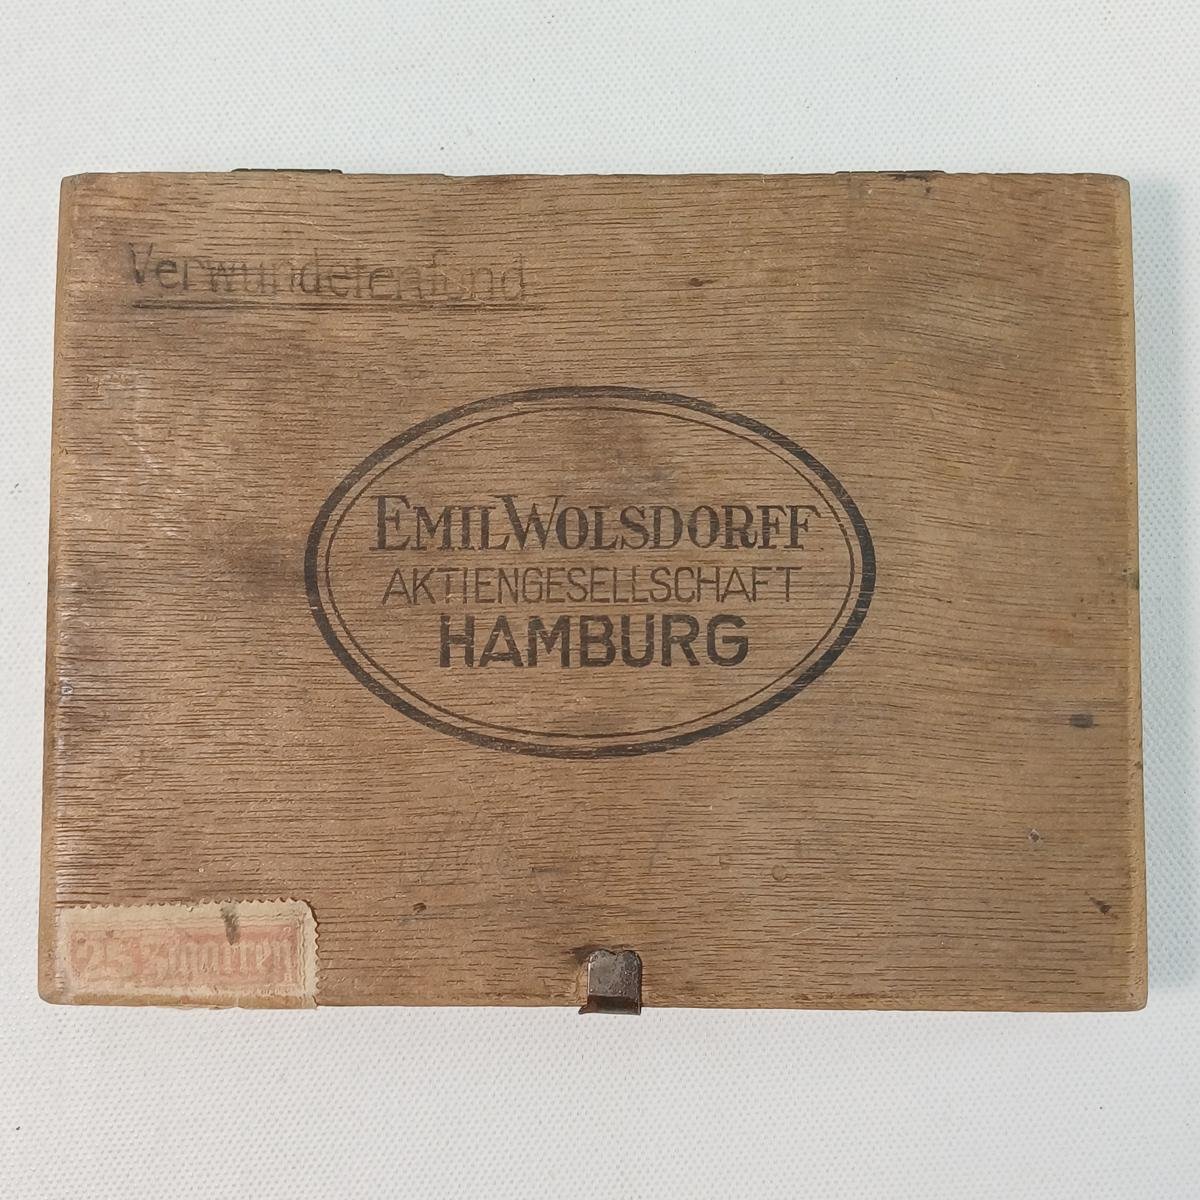 Verwundetenfond
EMIL WOLSDORFF
AKTIENGESELLSCHAFT
HAMBURG
25 Zigarren